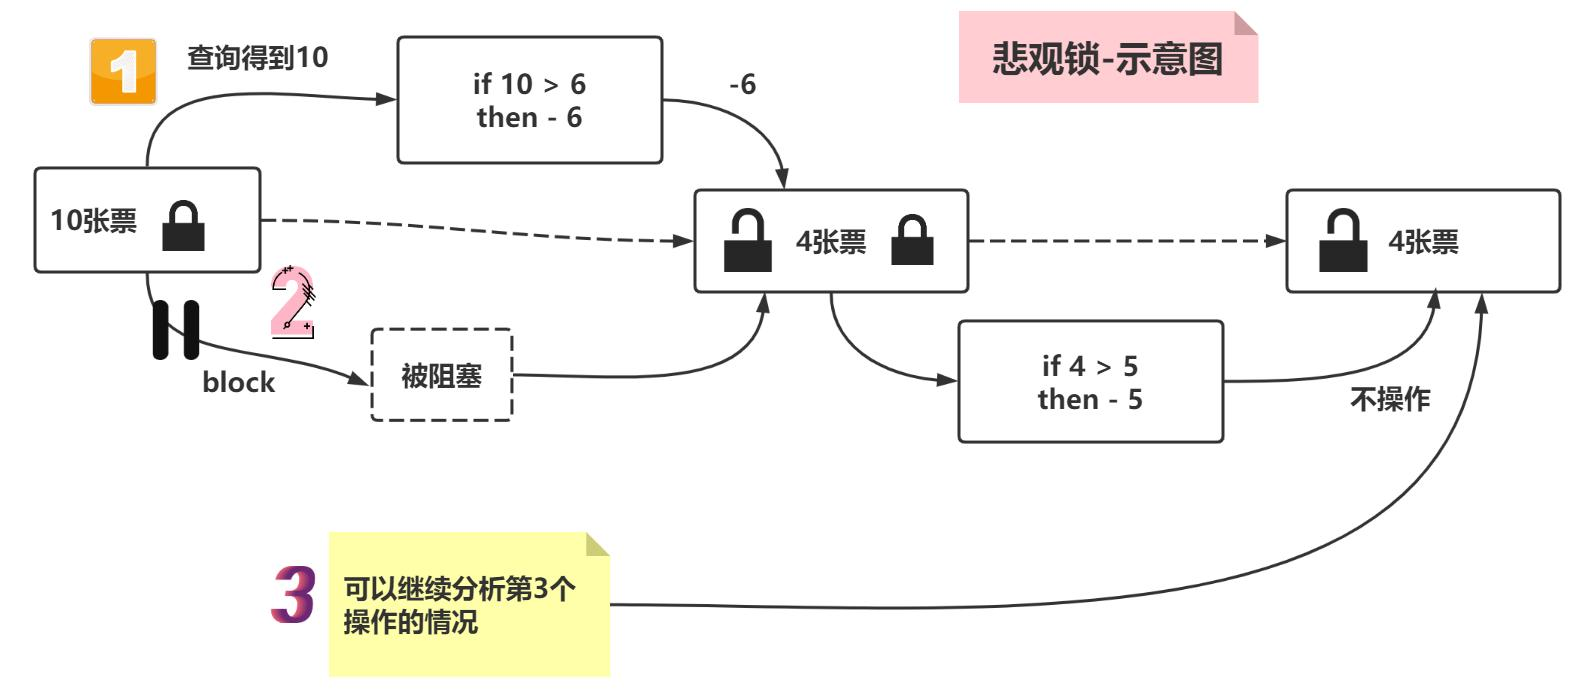 悲观锁-示意图
1
查询得到10
if 10 > 6
then - 6
-6
10张票
4张票
4张票
2
block
被阻塞
if 4 > 5
then - 5
不操作
3
可以继续分析第3个
操作的情况